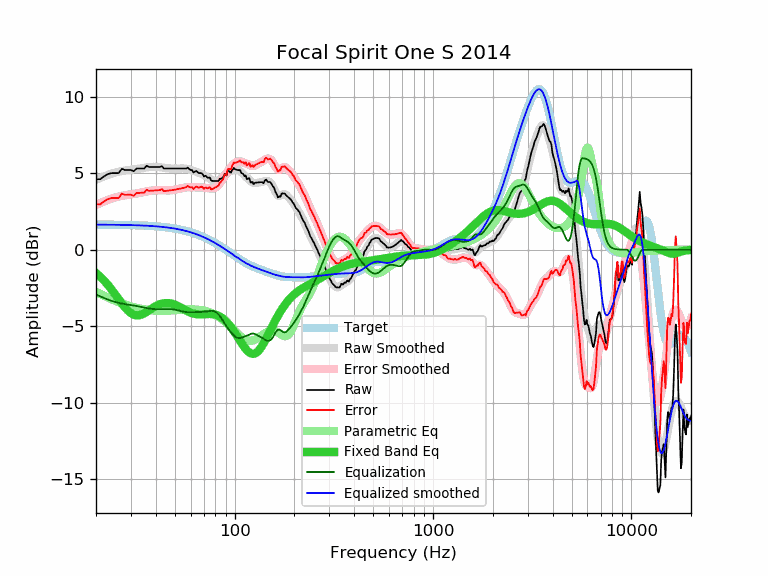 Focal Spirit One S 2014
Amplitude (dBr)
10
5
0
−5
−10
−15
Target
Raw Smoothed
Error Smoothed
Raw
Error
Parametric Eq
Fixed Band Eq
Equalization
Equalized smoothed
100
1000
10000
Frequency (Hz)